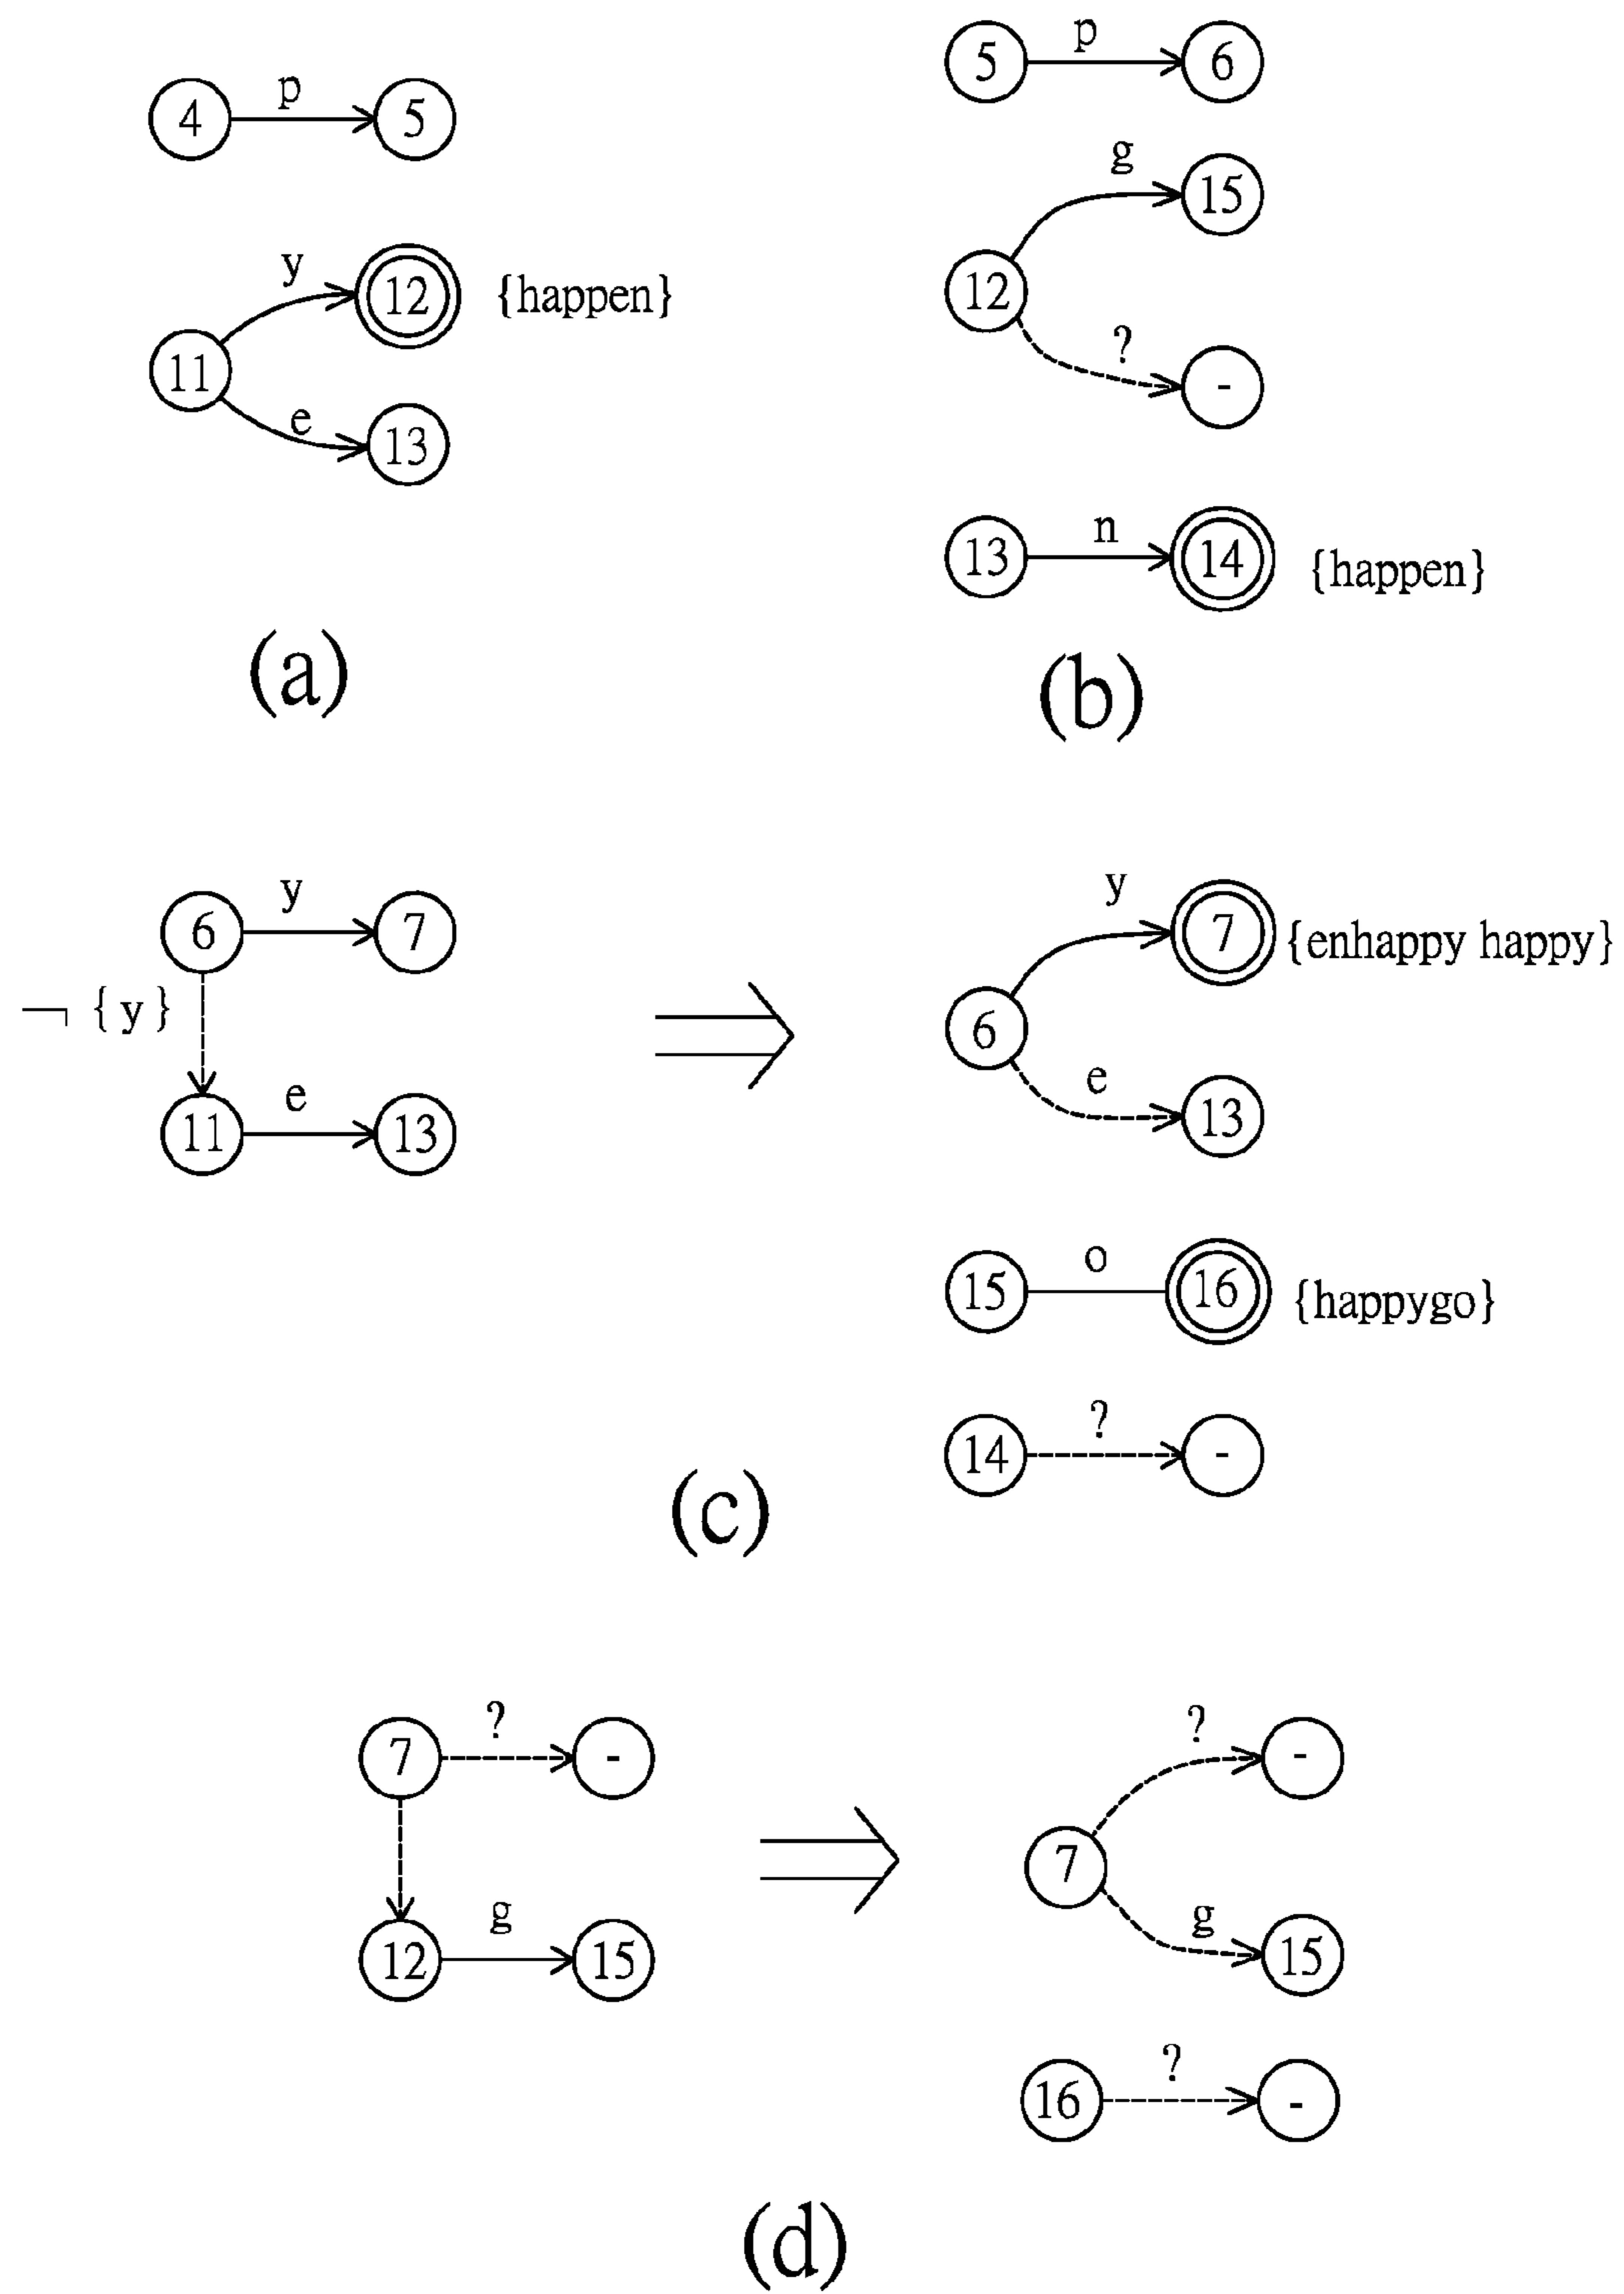 4 p 5
y 12 {happen}
11
e 13
(a)
5 p 6
g 15
12
? -
13 n 14 {happen}
(b)
6 y 7
¬ { y }
11 e 13
y 7 {enhappy happy}
6
e 13
15 o 16 {happygo}
14 ? -
(c)
7 ? -
12 g 15
? -
7
g 15
16 ? -
(d)